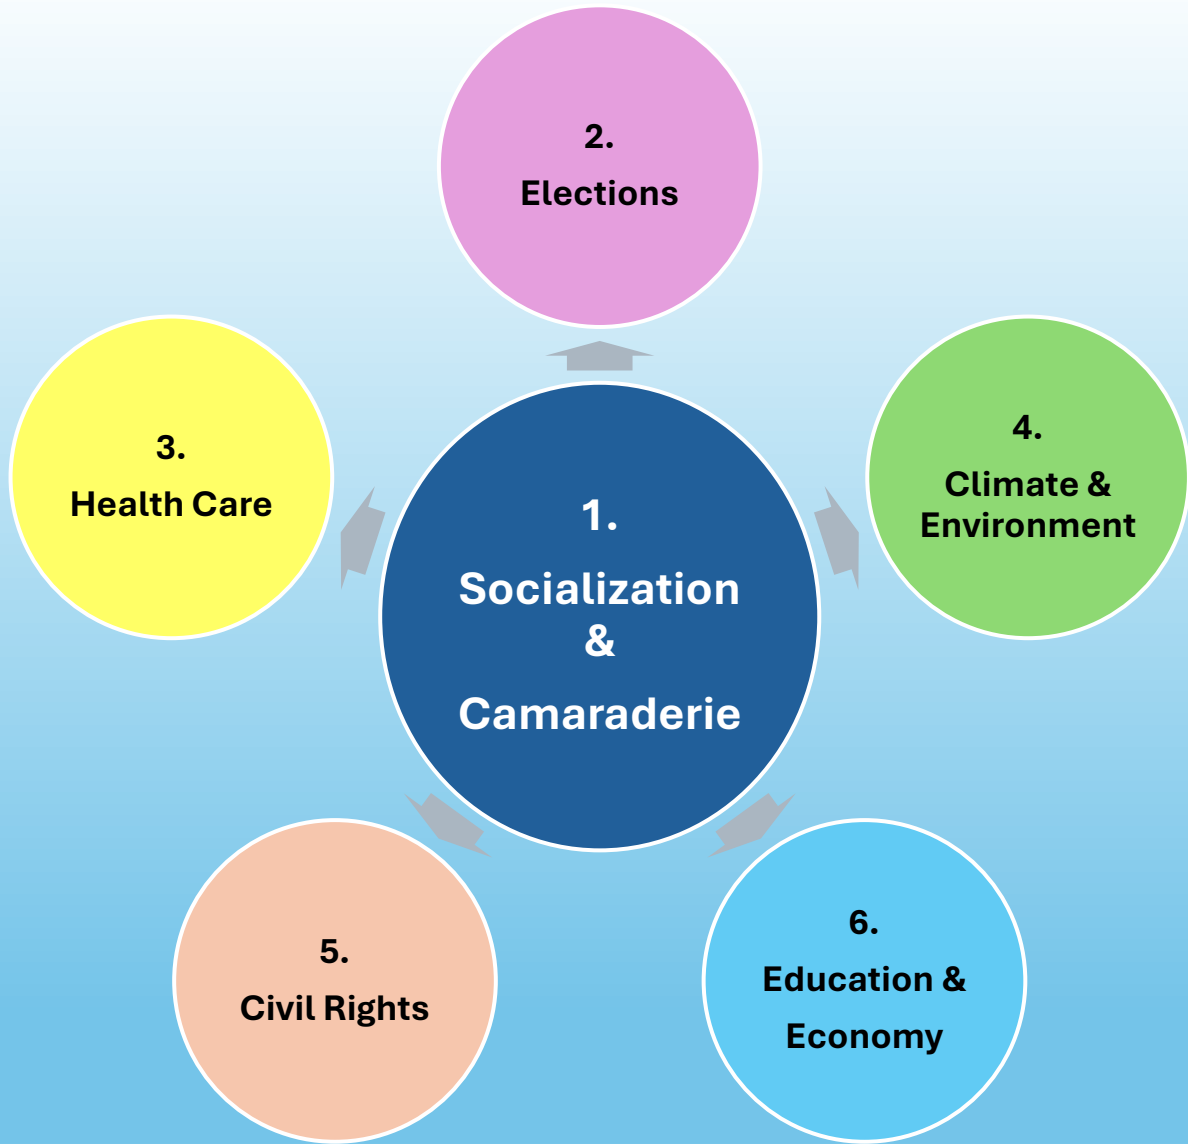 2.
Elections
3.
Health Care
4.
Climate &
Environment
1.
Socialization
&
Camaraderie
5.
Civil Rights
6.
Education &
Economy